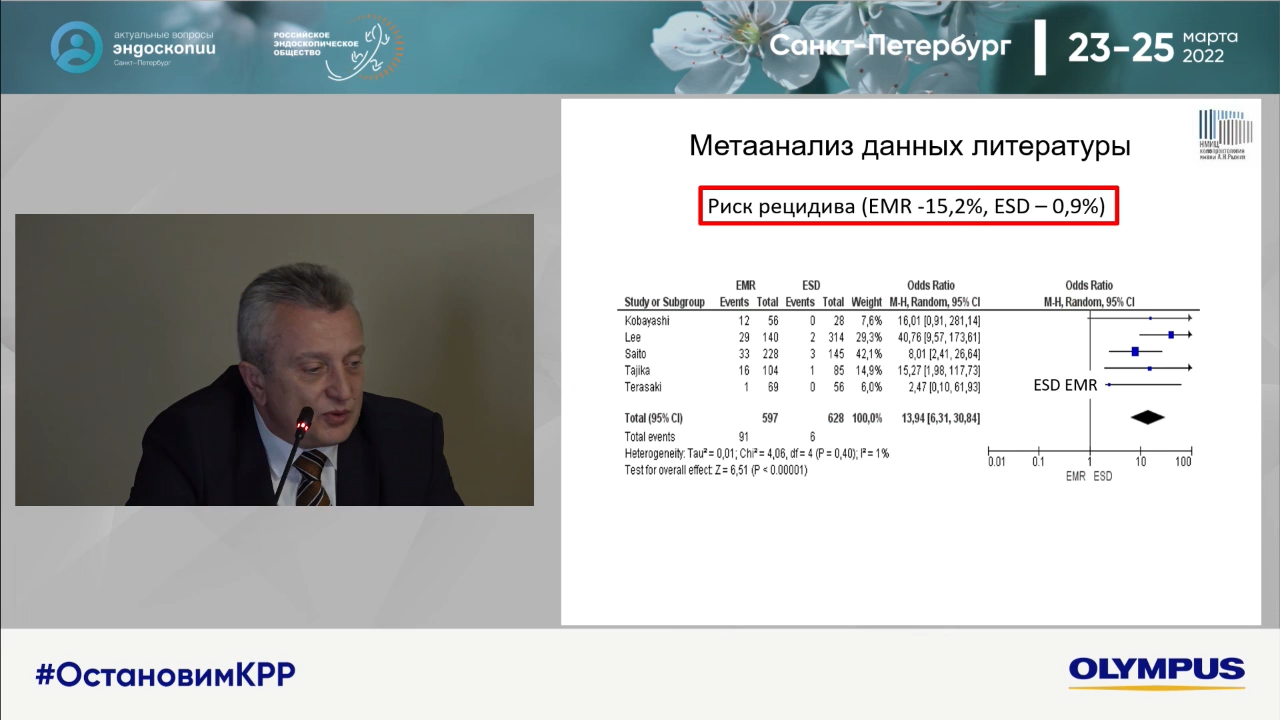 актуальные вопросы
эндоскопии
Санкт-Петербург
РОССИЙСКОЕ
ЭНДОСКОПИЧЕСКОЕ
ОБЩЕСТВО
Санкт-Петербург
23-25 марта
2022
НМИЦ
колопроктологии
имени А.Н.Рыжих
Метаанализ данных литературы
Риск рецидива (EMR -15,2%, ESD – 0,9%)
EMR ESD Odds Ratio Odds Ratio
Study or Subgroup Events Total Events Total Weight M-H, Random, 95% CI M-H, Random, 95% CI
Kobayashi 12 56 0 28 7,6% 16,01 [0,91, 281,14]
Lee 29 140 2 314 29,3% 40,76 [9,57, 173,61]
Saito 33 228 3 145 42,1% 8,01 [2,41, 26,64]
Tajika 16 104 1 85 14,9% 15,27 [1,98, 117,73]
Terasaki 1 69 0 56 6,0% 2,47 [0,10, 61,93]
ESD EMR
Total (95% CI) 597 628 100,0% 13,94 [6,31, 30,84]
Total events 91 6
Heterogeneity: Tau² = 0,01; Chi² = 4,06, df = 4 (P = 0,40); I² = 1%
Test for overall effect: Z = 6,51 (P < 0.00001)
0.01 0.1 1 10 100
EMR ESD
#ОстановимКРР
OLYMPUS